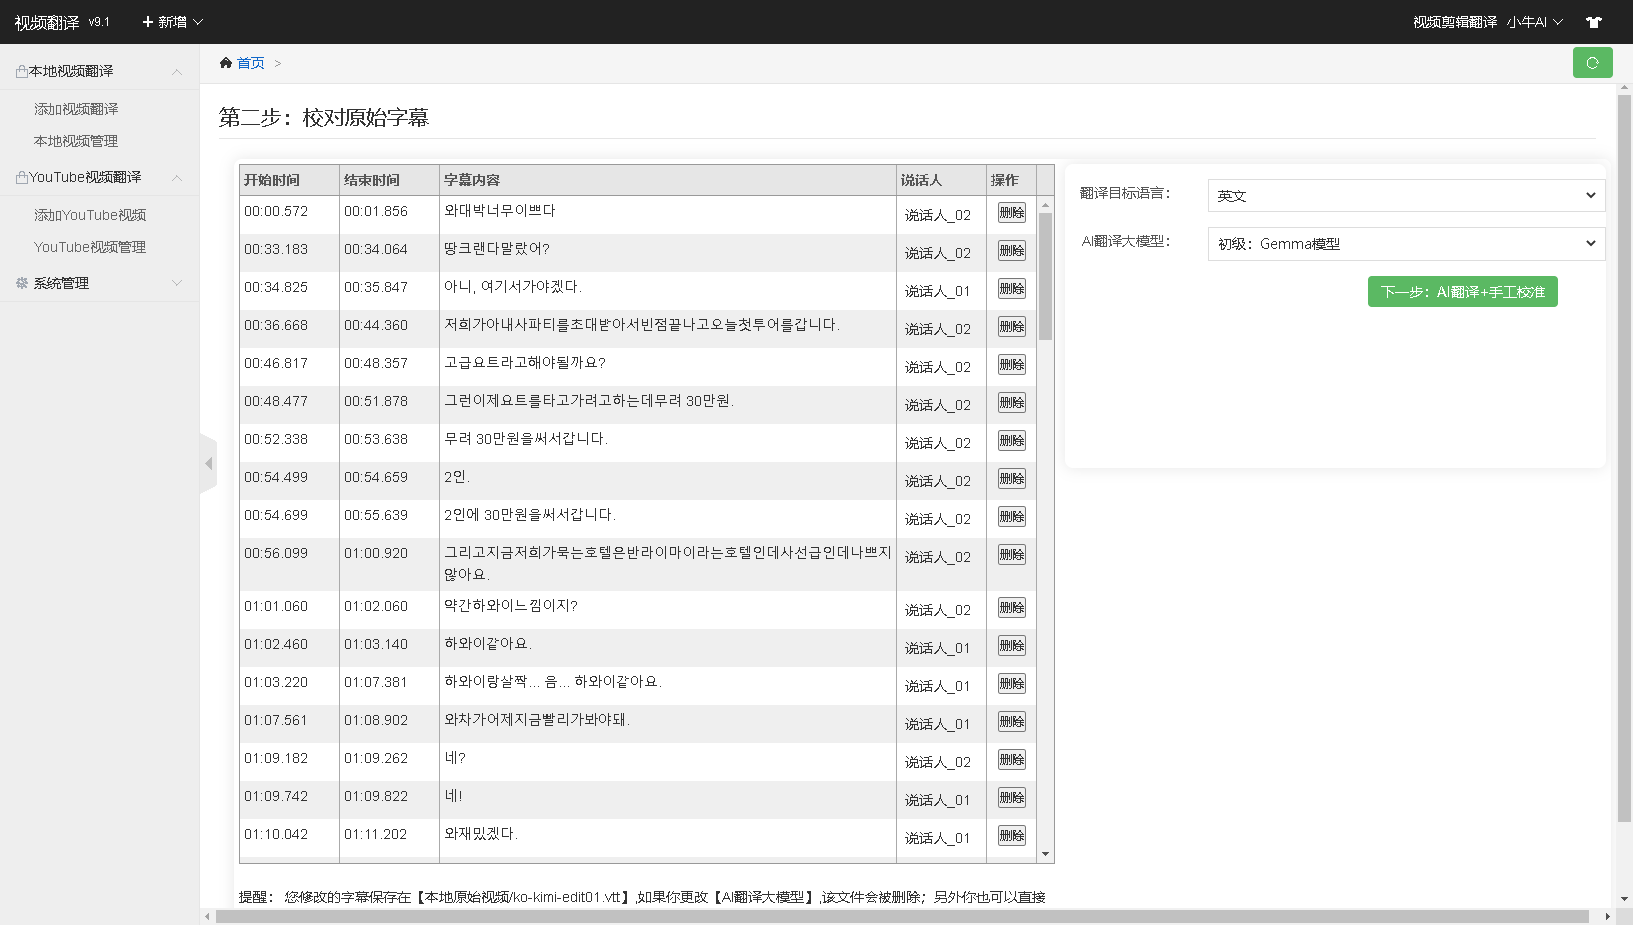 视频翻译 v9.1 新增 视频剪辑翻译 小牛AI
首页 >
本地视频翻译
添加视频翻译
本地视频管理
YouTube视频翻译
添加YouTube视频
YouTube视频管理
系统管理
第二步：校对原始字幕
开始时间 结束时间 字幕内容 说话人 操作
00:00.572 00:01.856 와대박너무이쁘다 说话人_02 删除
00:33.183 00:34.064 땅크랜다말랐어? 说话人_02 删除
00:34.825 00:35.847 아니, 여기서가야겠다. 说话人_01 删除
00:36.668 00:44.360 저희가아내사파티를초대받아서빈점끝나고오늘첫투어를갑니다. 说话人_02 删除
00:46.817 00:48.357 고급요트라고해야될까요? 说话人_02 删除
00:48.477 00:51.878 그런이제요트를타고가려고하는데무려 30만원. 说话人_02 删除
00:52.338 00:53.638 무려 30만원을써서갑니다. 说话人_02 删除
00:54.499 00:54.659 2인. 说话人_02 删除
00:54.699 00:55.639 2인에 30만원을써서갑니다. 说话人_02 删除
00:56.099 01:00.920 그리고지금저희가묵는호텔은반라이마이라는호텔인데사선급인데나쁘지 说话人_02 删除
않아요.
01:01.060 01:02.060 약간하와이느낌이지? 说话人_02 删除
01:02.460 01:03.140 하와이같아요. 说话人_01 删除
01:03.220 01:07.381 하와이랑살짝... 음... 하와이같아요. 说话人_01 删除
01:07.561 01:08.902 와차가어제지금빨리가봐야돼. 说话人_01 删除
01:09.182 01:09.262 네? 说话人_02 删除
01:09.742 01:09.822 네! 说话人_01 删除
01:10.042 01:11.202 와재밌겠다. 说话人_01 删除
提醒： 您修改的字幕保存在【本地原始视频/ko-kimi-edit01.vtt】,如果你更改【AI翻译大模型】,该文件会被删除；另外你也可以直接
翻译目标语言： 英文
AI翻译大模型： 初级：Gemma模型
下一步：AI翻译+手工校准